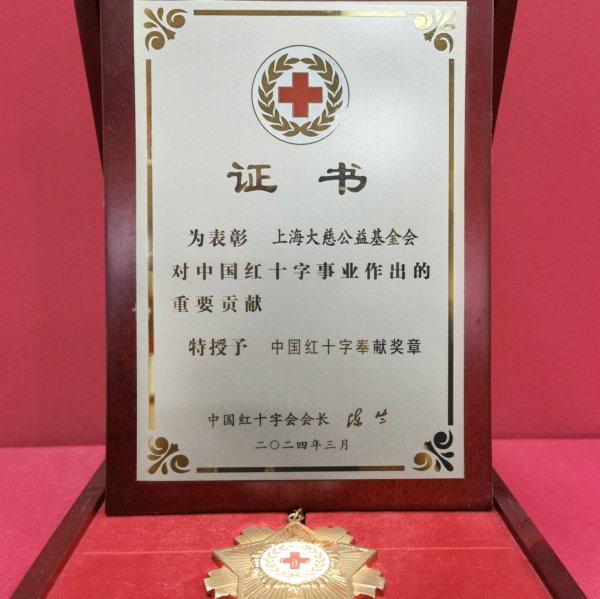 证书
为表彰 上海大慈公益基金会
对中国红十字事业作出的
重要贡献
特授予 中国红十字奉献奖章
中国红十字会会长 陈竺
二〇二四年三月